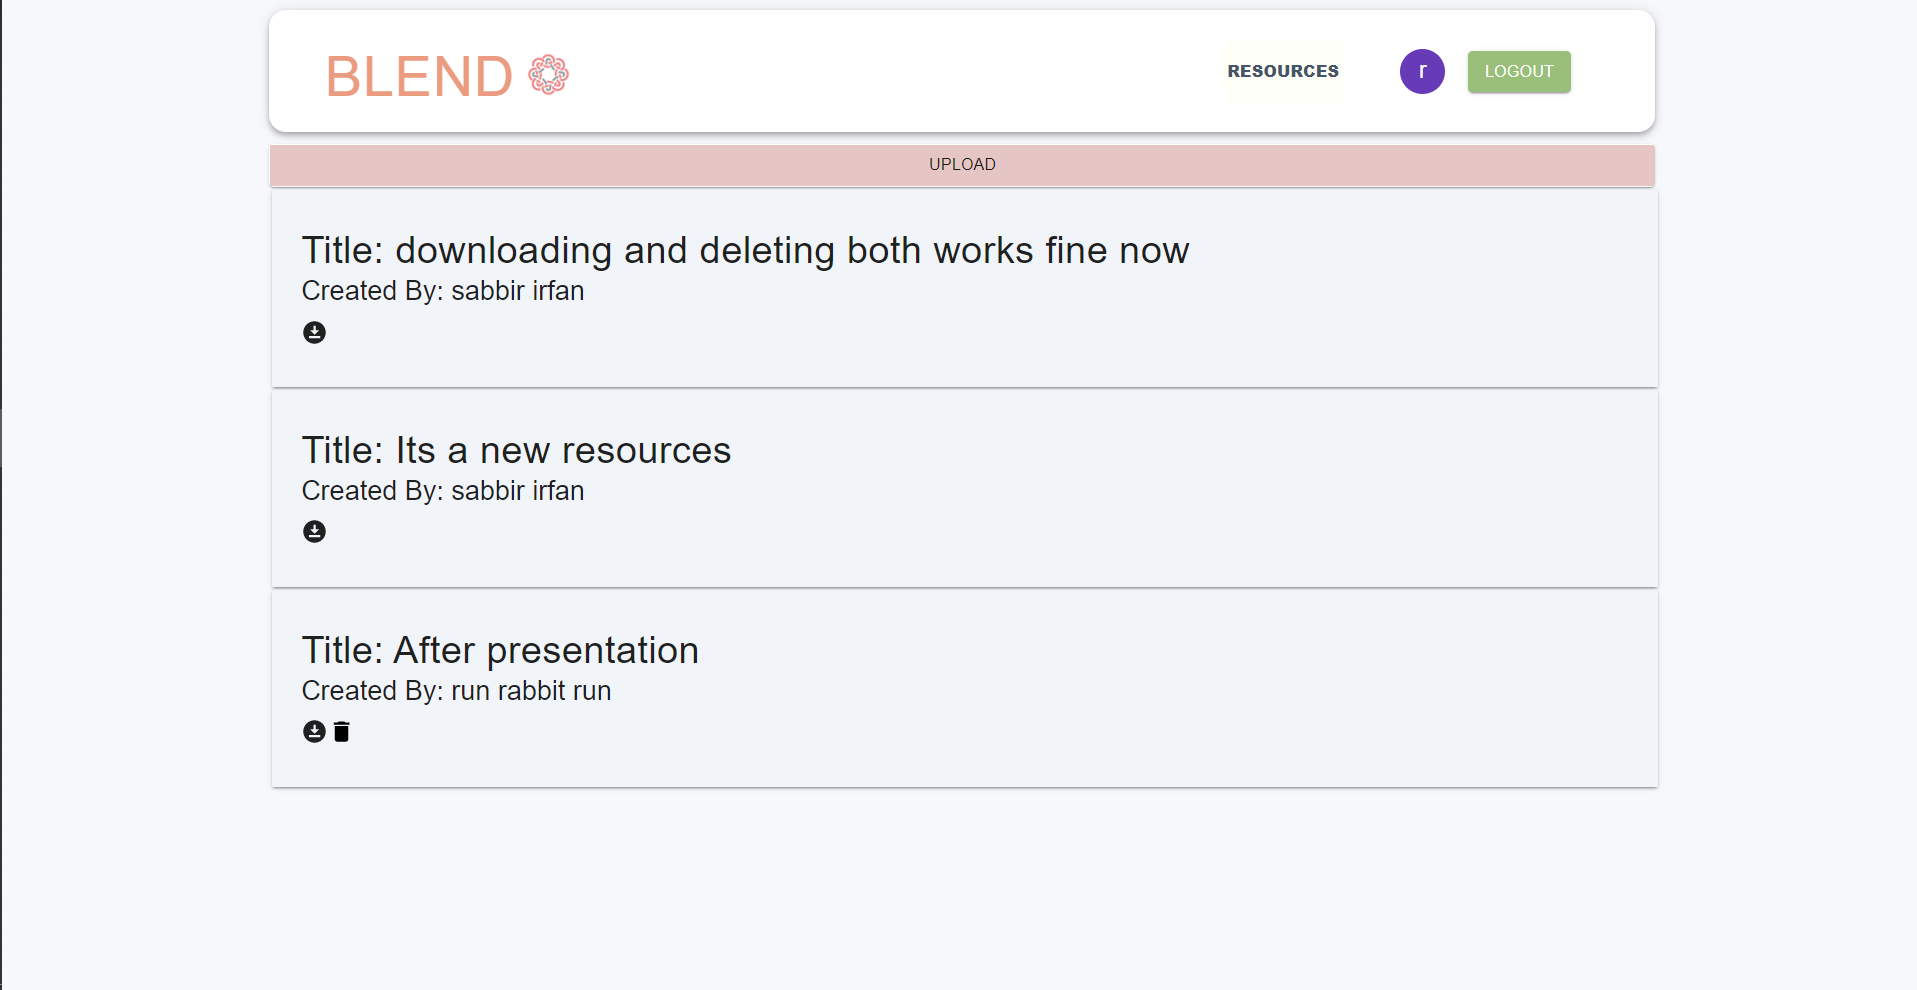 BLEND
RESOURCES
r
LOGOUT
UPLOAD
Title: downloading and deleting both works fine now
Created By: sabbir irfan
Title: Its a new resources
Created By: sabbir irfan
Title: After presentation
Created By: run rabbit run